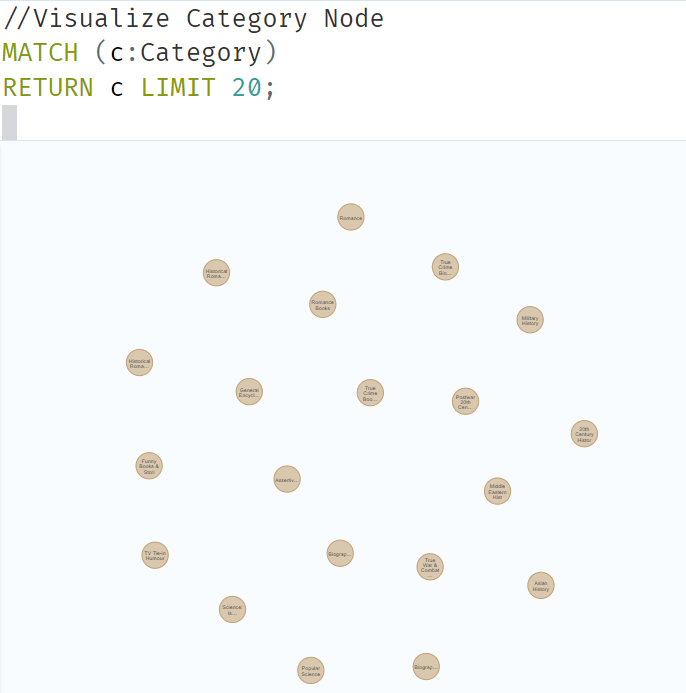 //Visualize Category Node
MATCH (c:Category)
RETURN c LIMIT 20;
Romance
True
Crime
Bio...
Historical
Roma...
Romance
Books
Military
History
Historical
Roma...
General
Encycl...
True
Crime
Boo...
Postwar
20th
Cen...
20th
Century
Histor
Funny
Books &
Stori
Assertiv...
Middle
Eastern
Hist
TV Tie-in
Humour
Biograp...
True
War &
Combat
...
Asian
History
Science:
Is...
Popular
Science
Biograp...